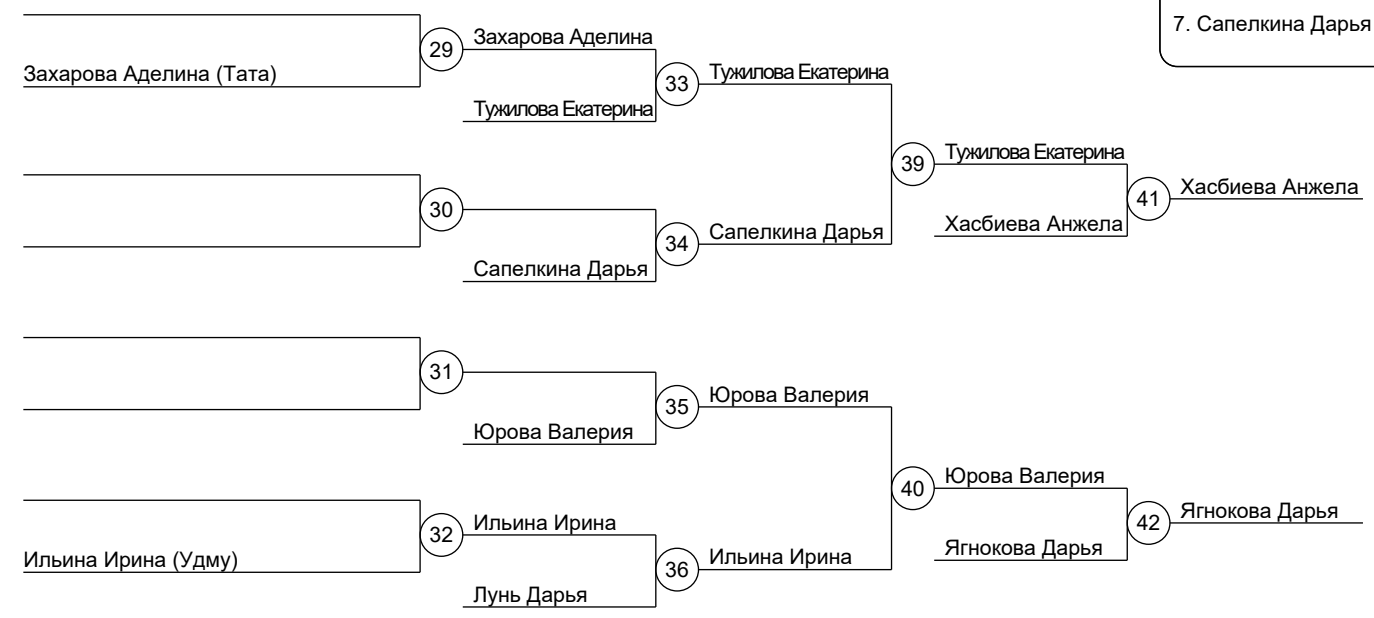 7. Сапелкина Дарья
29
Захарова Аделина
Захарова Аделина (Тата)
33
Тужилова Екатерина
Тужилова Екатерина
39
Тужилова Екатерина
41
Хасбиева Анжела
30
Хасбиева Анжела
34
Сапелкина Дарья
Сапелкина Дарья
31
35
Юрова Валерия
Юрова Валерия
40
Юрова Валерия
42
Ягнокова Дарья
32
Ильина Ирина
Ягнокова Дарья
Ильина Ирина (Удму)
36
Ильина Ирина
Лунь Дарья